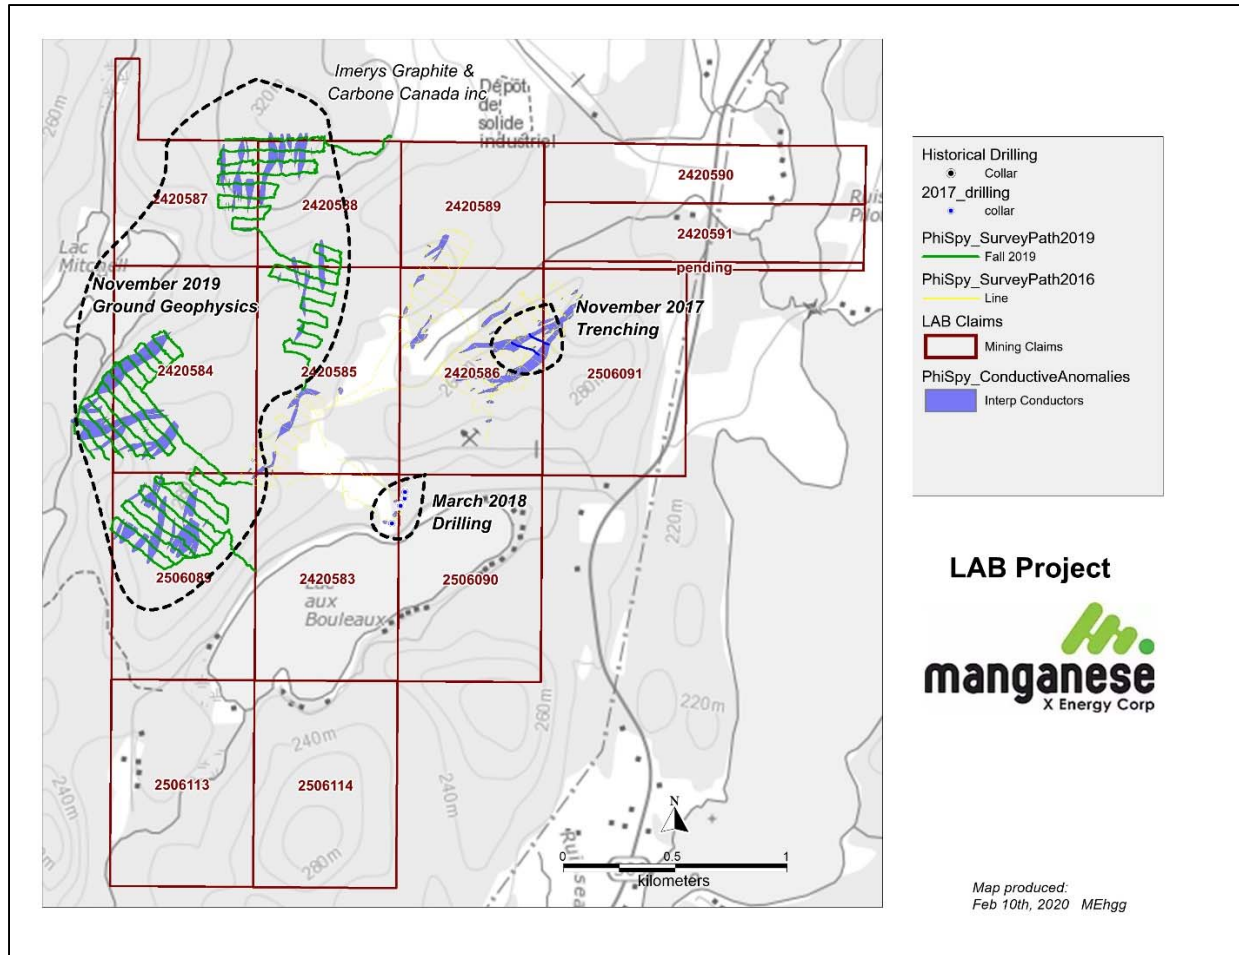 Imerys Graphite &
Carbone Canada inc
Dépôt
de
solide
industriel
260m
320m
2420587
2420588
2420589
2420590
2420591
pending
Lac
Mitchell
November 2019
Ground Geophysics
November 2017
Trenching
2420584
2420585
2420586
2506091
280m
March 2018
Drilling
220m
2506089
2420583
2506090
Lac
aux
Bouleaux
260m
220m
240m
240m
240m
2506113
2506114
280m
N
0
0.5
1
kilometers
Historical Drilling
Collar
2017_drilling
collar
PhiSpy_SurveyPath2019
Fall 2019
PhiSpy_SurveyPath2016
Line
LAB Claims
Mining Claims
PhiSpy_ConductiveAnomalies
Interp Conductors
LAB Project
manganese
X Energy Corp
Map produced:
Feb 10th, 2020 MEhgg